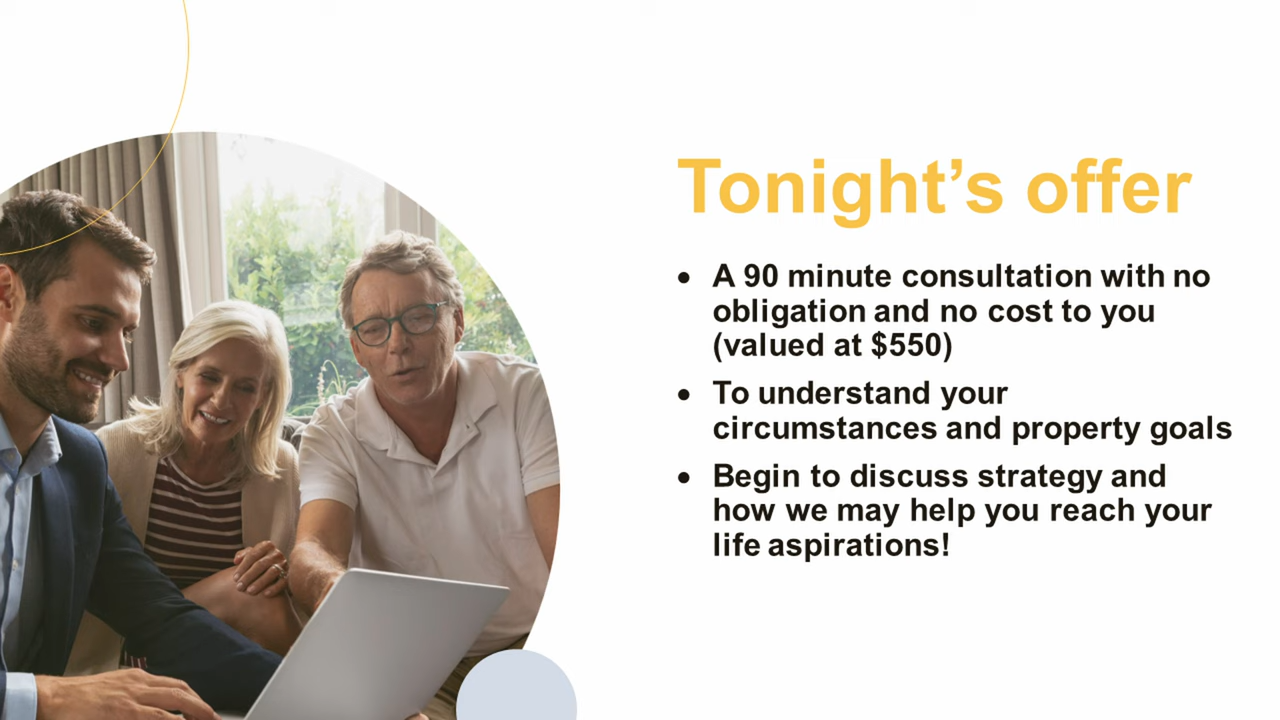 Tonight’s offer
• A 90 minute consultation with no
obligation and no cost to you
(valued at $550)
• To understand your
circumstances and property goals
• Begin to discuss strategy and
how we may help you reach your
life aspirations!